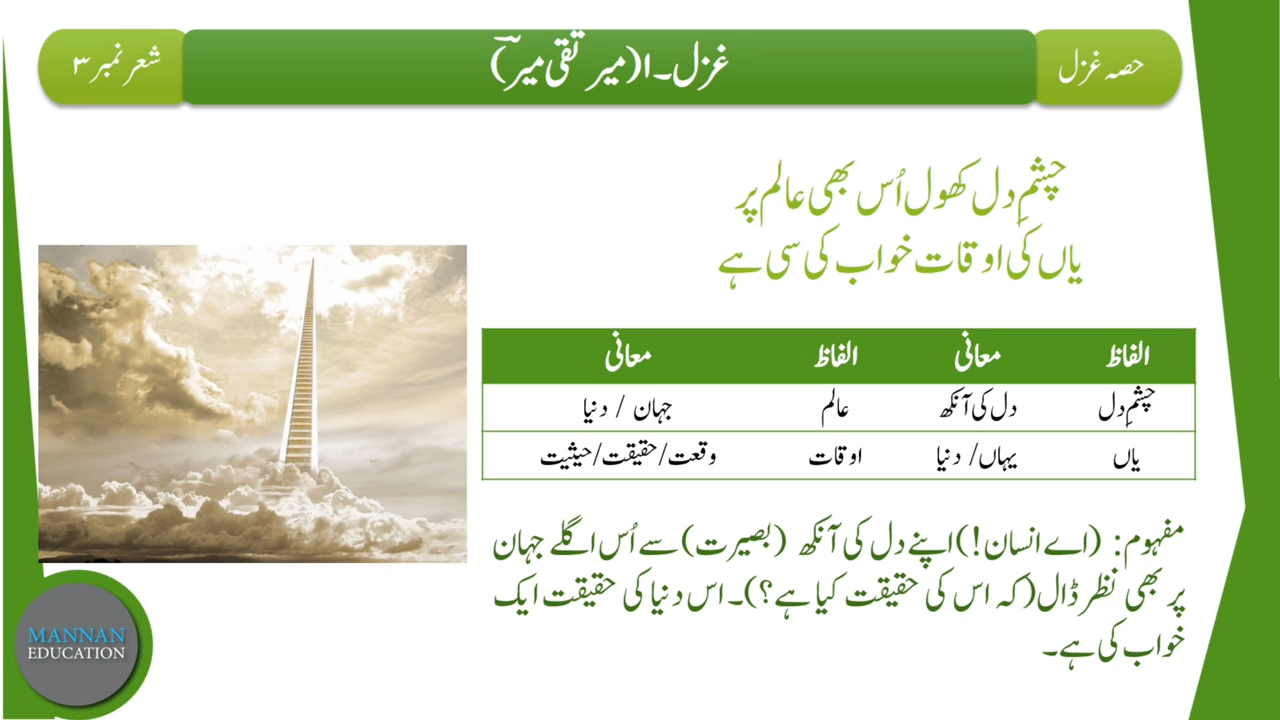 حصہ غزل
غزل۔۱(میر تقی میرؔ)
شعر نمبر ۳
چشمِ دل کھول اُس بھی عالم پر
یاں کی اوقات خواب کی سی ہے
الفاظ معانی الفاظ معانی
چشمِ دل دل کی آنکھ عالم جہان / دنیا
یاں یہاں/ دنیا اوقات وقعت/حقیقت/حیثیت
مفہوم: (اے انسان!)اپنے دل کی آنکھ (بصیرت)سے اُس اگلے جہان
پر بھی نظر ڈال(کہ اس کی حقیقت کیا ہے؟)۔ اس دنیا کی حقیقت ایک
خواب کی ہے۔
MANNAN
EDUCATION